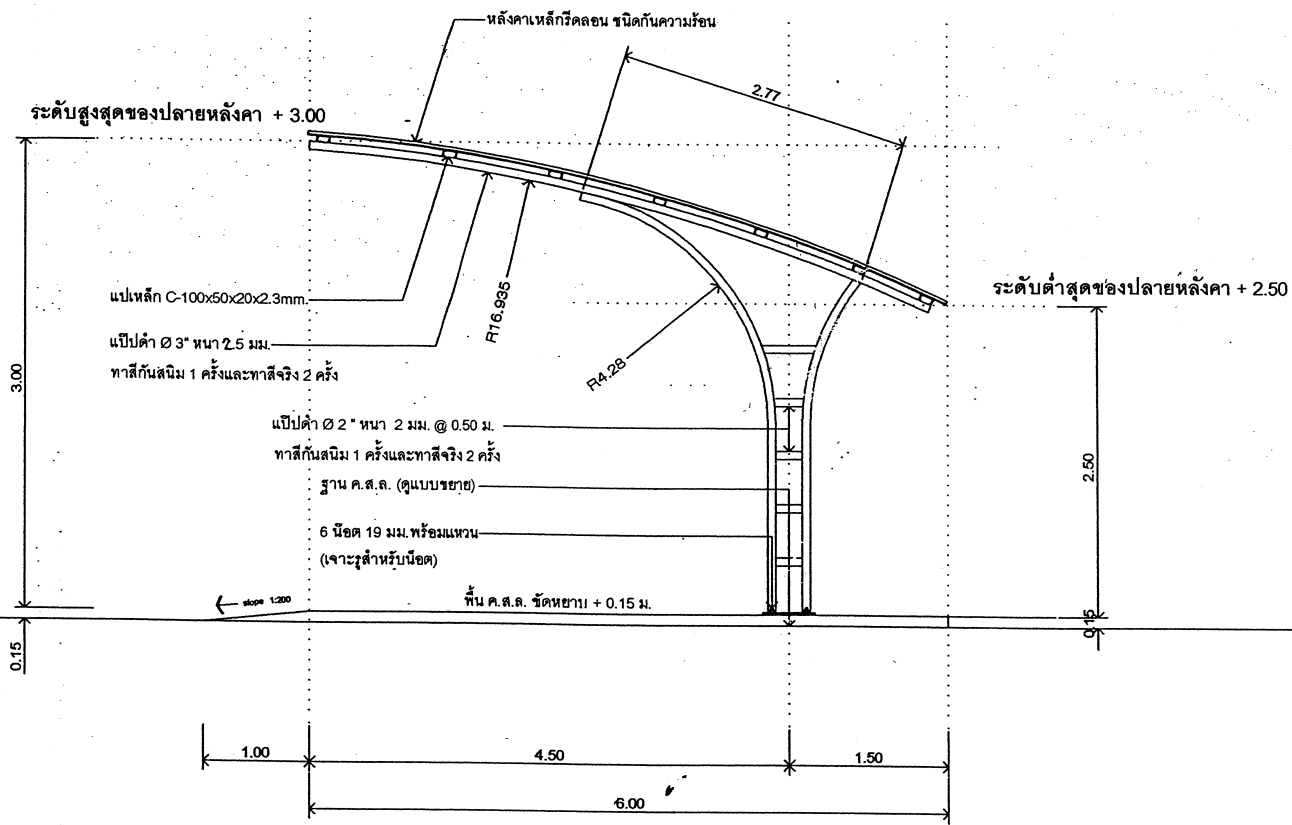 หลังคาเหล็กรีดลอน ชนิดกันความร้อน
2.77
ระดับสูงสุดของปลายหลังคา + 3.00
ระดับต่ำสุดของปลายหลังคา + 2.50
แปเหล็ก C-100x50x20x2.3mm.
R16.935
แป๊ปดำ Ø 3" หนา 2.5 มม.
ทาสีกันสนิม 1 ครั้งและทาสีจริง 2 ครั้ง
R4.28
3.00
แป๊ปดำ Ø 2 " หนา 2 มม. @ 0.50 ม.
ทาสีกันสนิม 1 ครั้งและทาสีจริง 2 ครั้ง
2.50
ฐาน ค.ส.ล. (ดูแบบขยาย)
6 น๊อต 19 มม.พร้อมแหวน
(เจาะรูสำหรับน๊อต)
slope 1:200
พื้น ค.ส.ล. ขัดหยาบ + 0.15 ม.
0.15
0.15
1.00
4.50
1.50
6.00